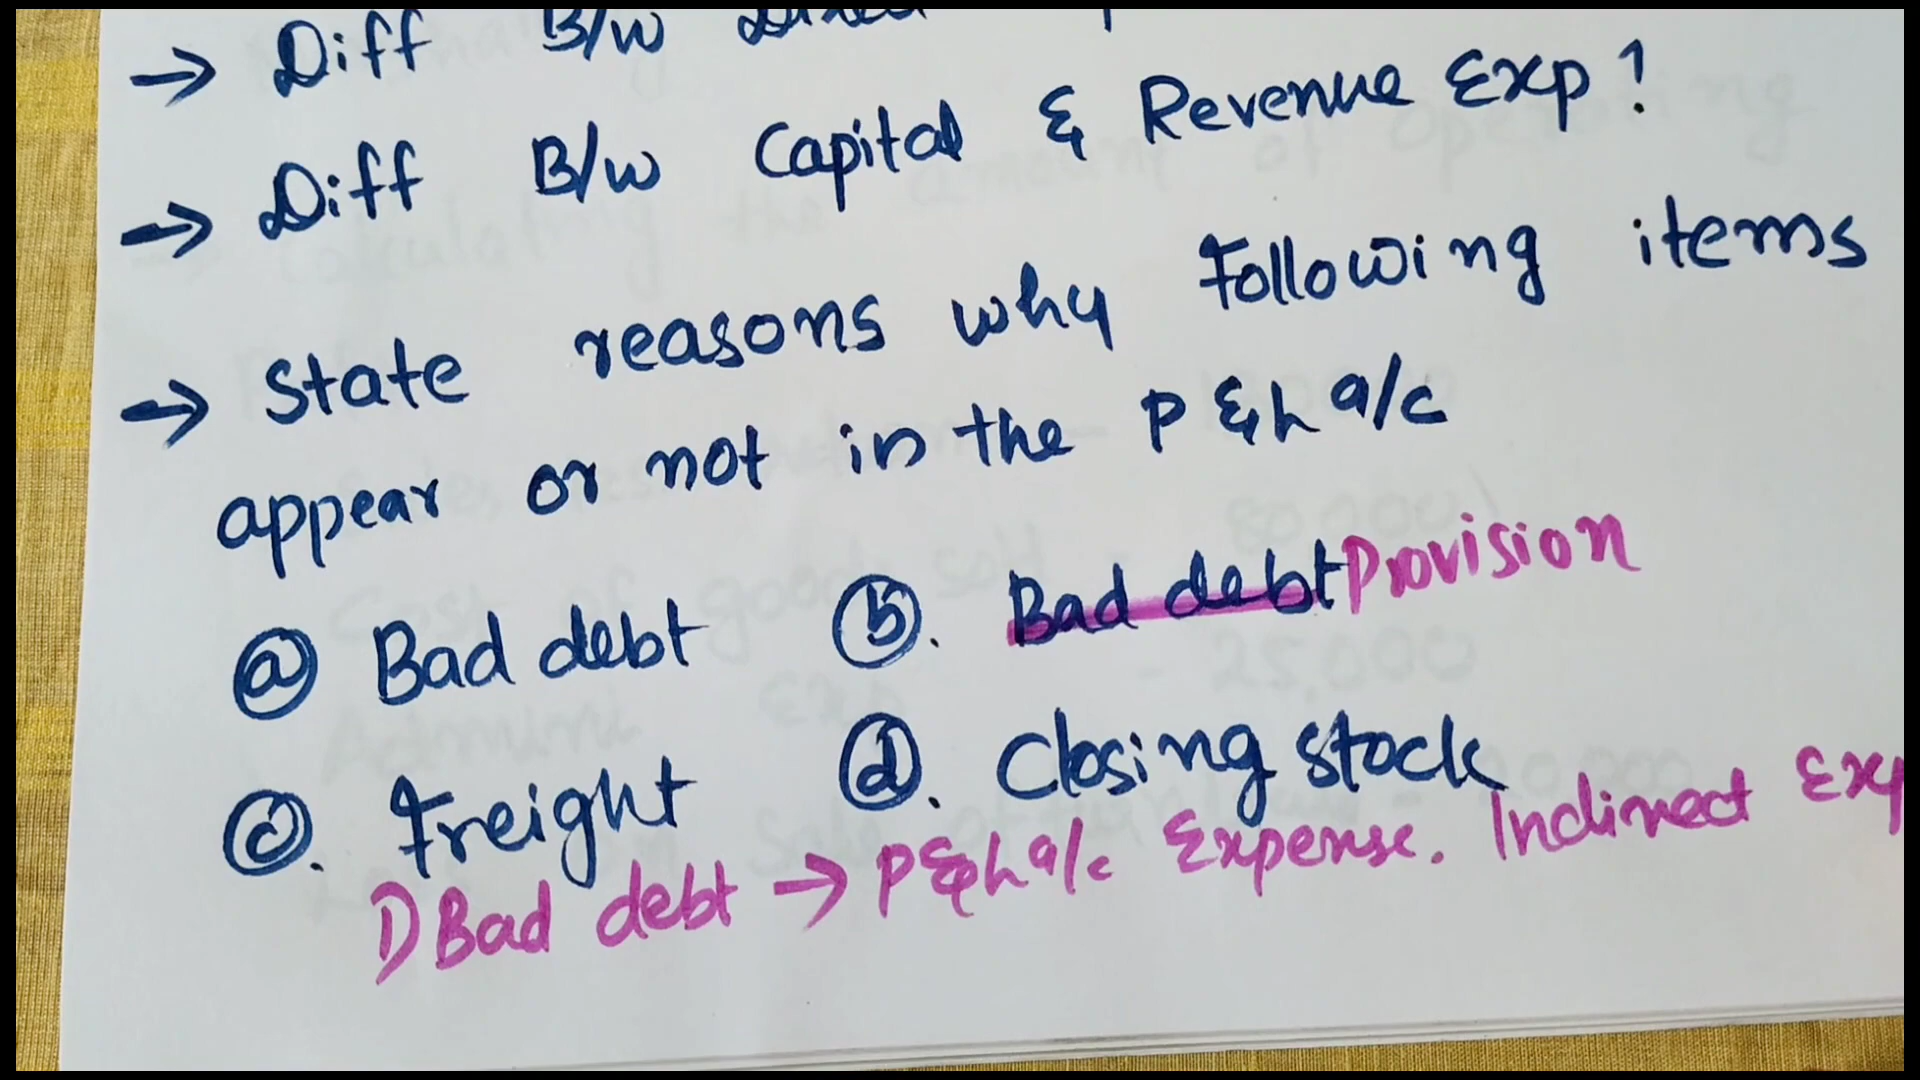 → Diff B/w
→ Diff B/w Capital & Revenue Exp?
→ State reasons why Following items
appear or not in the P & L a/c
(a) Bad debt (b). Bad debt Provision
(c). Freight (d). Closing stock
1) Bad debt → P & L a/c Expense. Indirect Exp